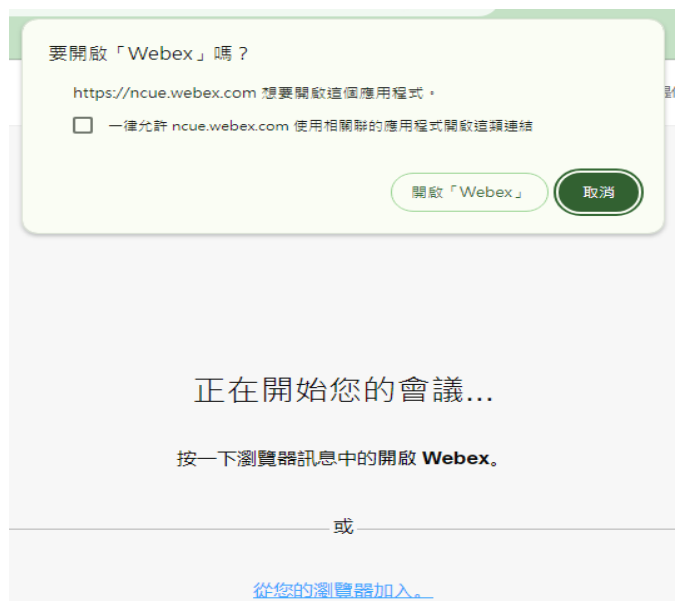 要開啟「Webex」嗎？
https://ncue.webex.com 想要開啟這個應用程式。
一律允許 ncue.webex.com 使用相關聯的應用程式開啟這類連結
開啟「Webex」
取消
正在開始您的會議...
按一下瀏覽器訊息中的開啟 Webex。
或
從您的瀏覽器加入。